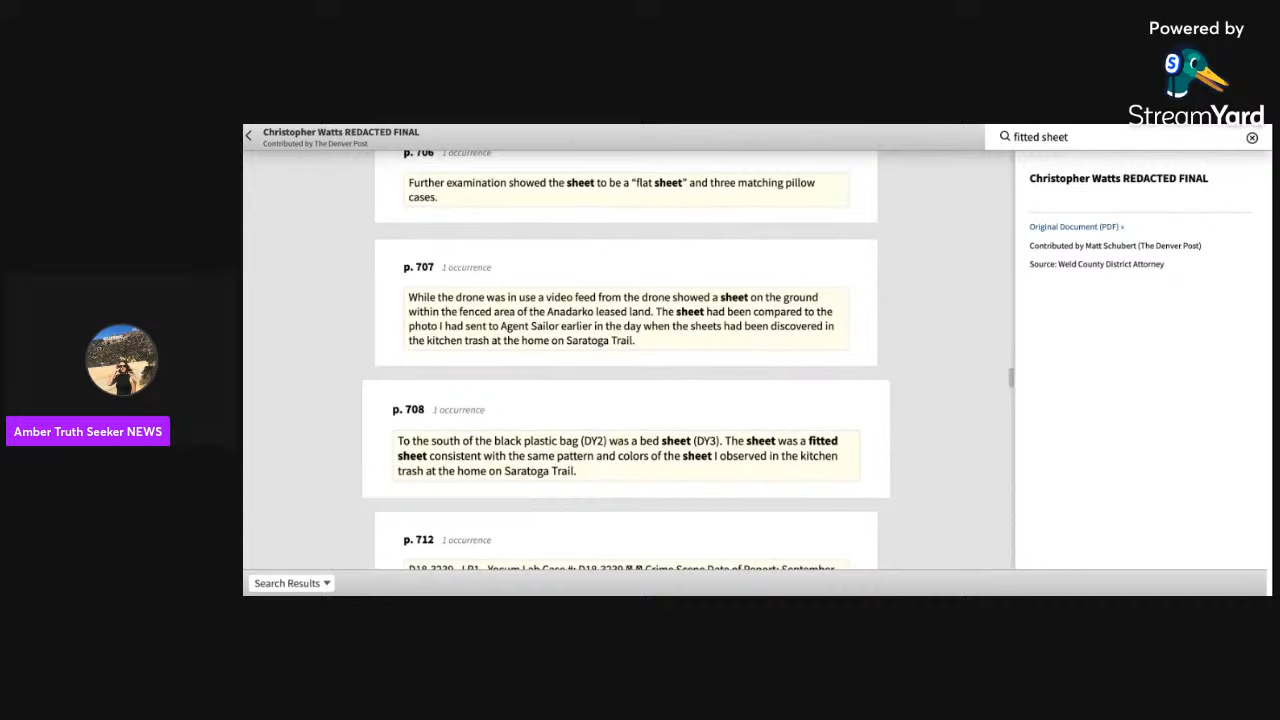 Powered by
StreamYard
Christopher Watts REDACTED FINAL
Contributed by The Denver Post
fitted sheet
p. 706 1 occurrence
Further examination showed the sheet to be a “flat sheet” and three matching pillow
cases.
p. 707 1 occurrence
While the drone was in use a video feed from the drone showed a sheet on the ground
within the fenced area of the Anadarko leased land. The sheet had been compared to the
photo I had sent to Agent Sailor earlier in the day when the sheets had been discovered in
the kitchen trash at the home on Saratoga Trail.
p. 708 1 occurrence
To the south of the black plastic bag (DY2) was a bed sheet (DY3). The sheet was a fitted
sheet consistent with the same pattern and colors of the sheet I observed in the kitchen
trash at the home on Saratoga Trail.
p. 712 1 occurrence
Christopher Watts REDACTED FINAL
Original Document (PDF) »
Contributed by Matt Schubert (The Denver Post)
Source: Weld County District Attorney
Search Results
Amber Truth Seeker NEWS